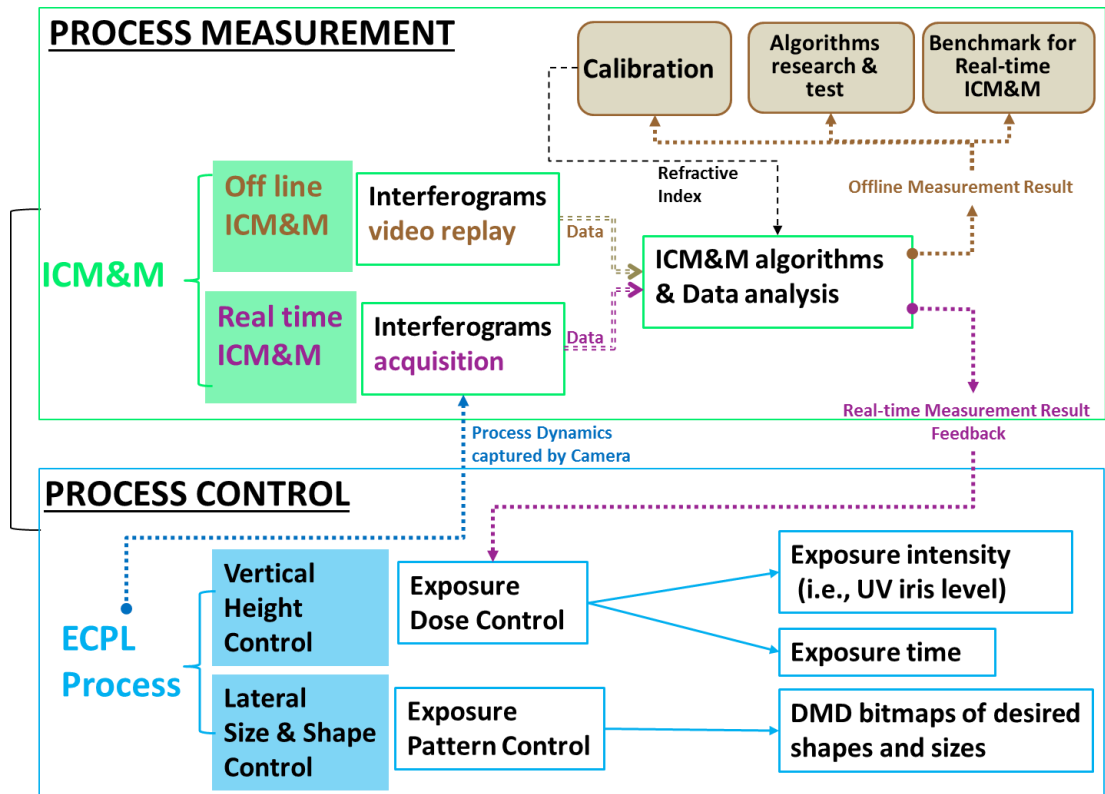 PROCESS MEASUREMENT
Calibration
Algorithms
research &
test
Benchmark for
Real-time
ICM&M
Refractive
Index
Offline Measurement Result
ICM&M
Off line
ICM&M
Interferograms
video replay
Data
ICM&M algorithms
& Data analysis
Real time
ICM&M
Interferograms
acquisition
Data
Real-time Measurement Result
Feedback
Process Dynamics
captured by Camera
PROCESS CONTROL
ECPL
Process
Vertical
Height
Control
Exposure
Dose Control
Exposure intensity
(i.e., UV iris level)
Exposure time
Lateral
Size & Shape
Control
Exposure
Pattern Control
DMD bitmaps of desired
shapes and sizes